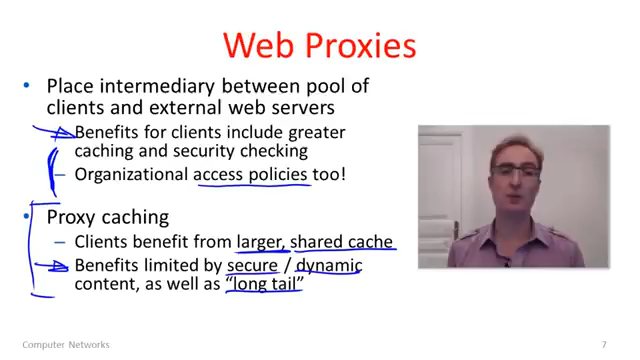 Web Proxies
• Place intermediary between pool of
clients and external web servers
– Benefits for clients include greater
caching and security checking
– Organizational access policies too!
• Proxy caching
– Clients benefit from larger, shared cache
– Benefits limited by secure / dynamic
content, as well as “long tail”
Computer Networks
7